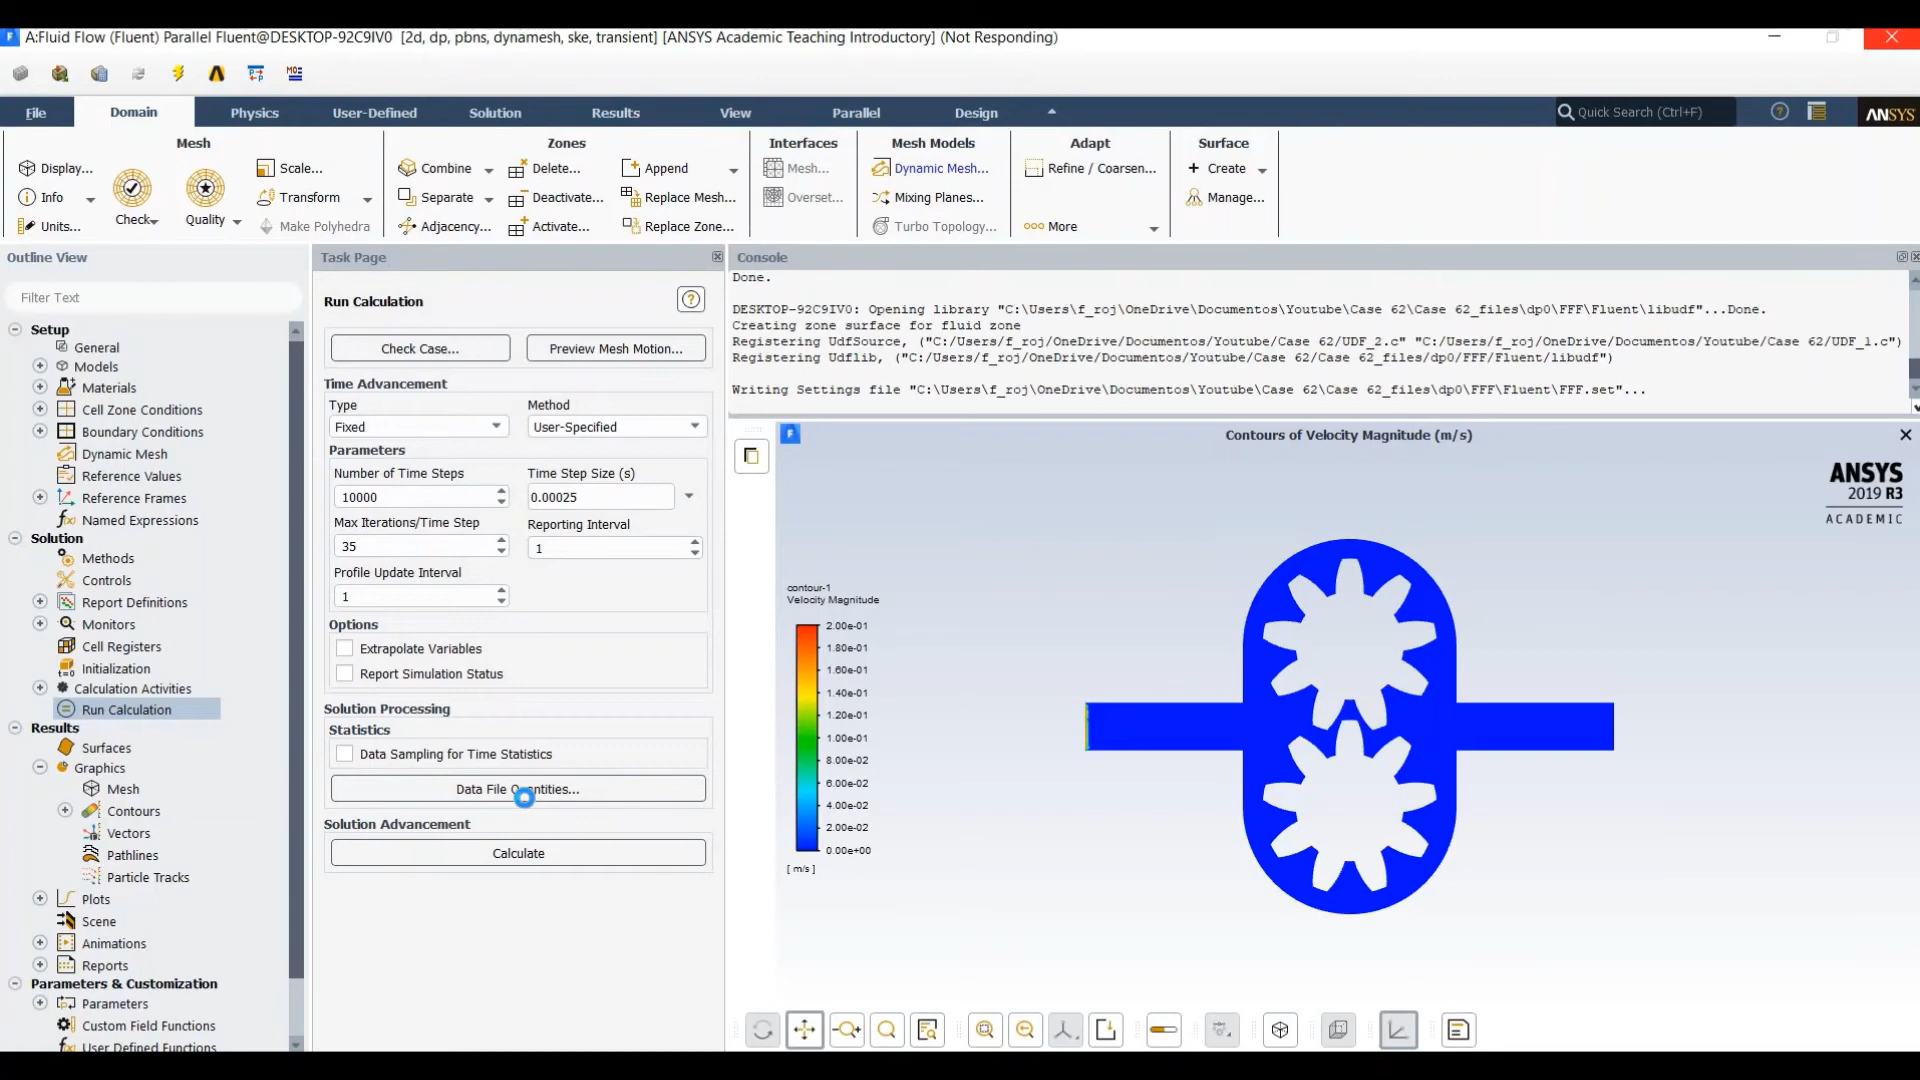 A:Fluid Flow (Fluent) Parallel Fluent@DESKTOP-92C9IV0 [2d, dp, pbns, dynamesh, ske, transient] [ANSYS Academic Teaching Introductory] (Not Responding)
File Domain Physics User-Defined Solution Results View Parallel Design Quick Search (Ctrl+F) ANSYS
Mesh Zones Interfaces Mesh Models Adapt Surface
Display... Scale... Combine Delete... Append Mesh... Dynamic Mesh... Refine / Coarsen... Create
Info Transform Separate Deactivate... Replace Mesh... Overset... Mixing Planes... Manage...
Check Quality
Units... Make Polyhedra Adjacency... Activate... Replace Zone... Turbo Topology... More
Outline View
Filter Text
Setup
General
Models
Materials
Cell Zone Conditions
Boundary Conditions
Dynamic Mesh
Reference Values
Reference Frames
Named Expressions
Solution
Methods
Controls
Report Definitions
Monitors
Cell Registers
Initialization
Calculation Activities
Run Calculation
Results
Surfaces
Graphics
Mesh
Contours
Vectors
Pathlines
Particle Tracks
Plots
Scene
Animations
Reports
Parameters & Customization
Parameters
Custom Field Functions
User Defined Functions
Task Page
Run Calculation
Check Case... Preview Mesh Motion...
Time Advancement
Type Method
Fixed User-Specified
Parameters
Number of Time Steps Time Step Size (s)
10000 0.00025
Max Iterations/Time Step Reporting Interval
35 1
Profile Update Interval
1
Options
Extrapolate Variables
Report Simulation Status
Solution Processing
Statistics
Data Sampling for Time Statistics
Data File Quantities...
Solution Advancement
Calculate
Console
Done.
DESKTOP-92C9IV0: Opening library "C:\Users\f_roj\OneDrive\Documentos\Youtube\Case 62\Case 62_files\dp0\FFF\Fluent\libudf"...Done.
Creating zone surface for fluid zone
Registering UdfSource, ("C:/Users/f_roj/OneDrive/Documentos/Youtube/Case 62/UDF_2.c" "C:/Users/f_roj/OneDrive/Documentos/Youtube/Case 62/UDF_1.c")
Registering Udflib, ("C:/Users/f_roj/OneDrive/Documentos/Youtube/Case 62/Case 62_files/dp0/FFF/Fluent/libudf")
Writing Settings file "C:\Users\f_roj\OneDrive\Documentos\Youtube\Case 62\Case 62_files\dp0\FFF\Fluent\FFF.set"...
Contours of Velocity Magnitude (m/s)
ANSYS
2019 R3
ACADEMIC
contour-1
Velocity Magnitude
2.00e-01
1.80e-01
1.60e-01
1.40e-01
1.20e-01
1.00e-01
8.00e-02
6.00e-02
4.00e-02
2.00e-02
0.00e+00
[ m/s ]